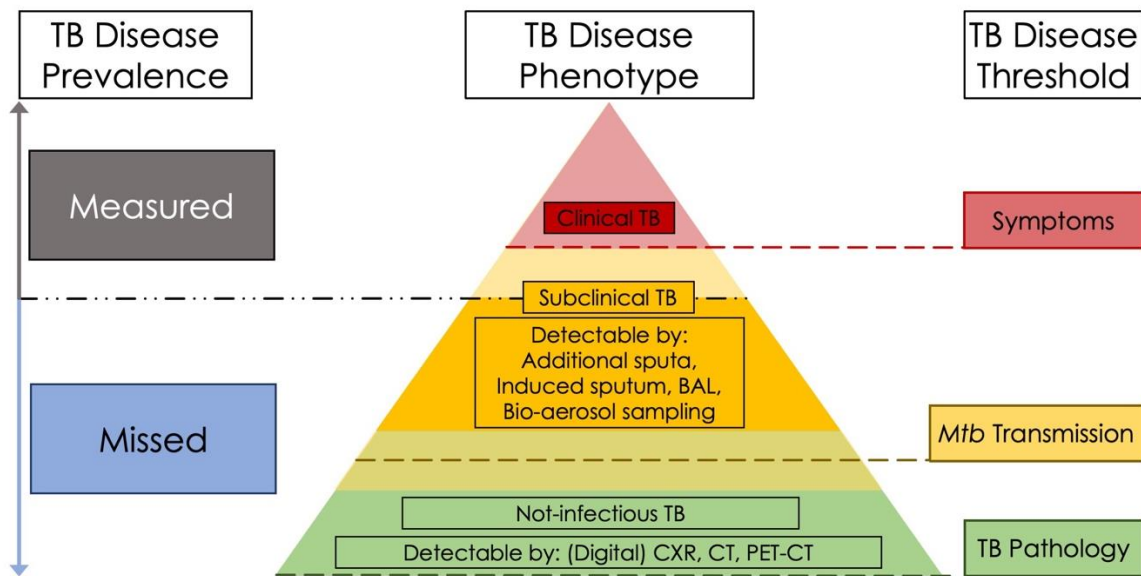 TB Disease
Prevalence
TB Disease
Phenotype
TB Disease
Threshold
Measured
Clinical TB
Symptoms
Subclinical TB
Detectable by:
Additional sputa,
Induced sputum, BAL,
Bio-aerosol sampling
Missed
Mtb Transmission
Not-infectious TB
Detectable by: (Digital) CXR, CT, PET-CT
TB Pathology